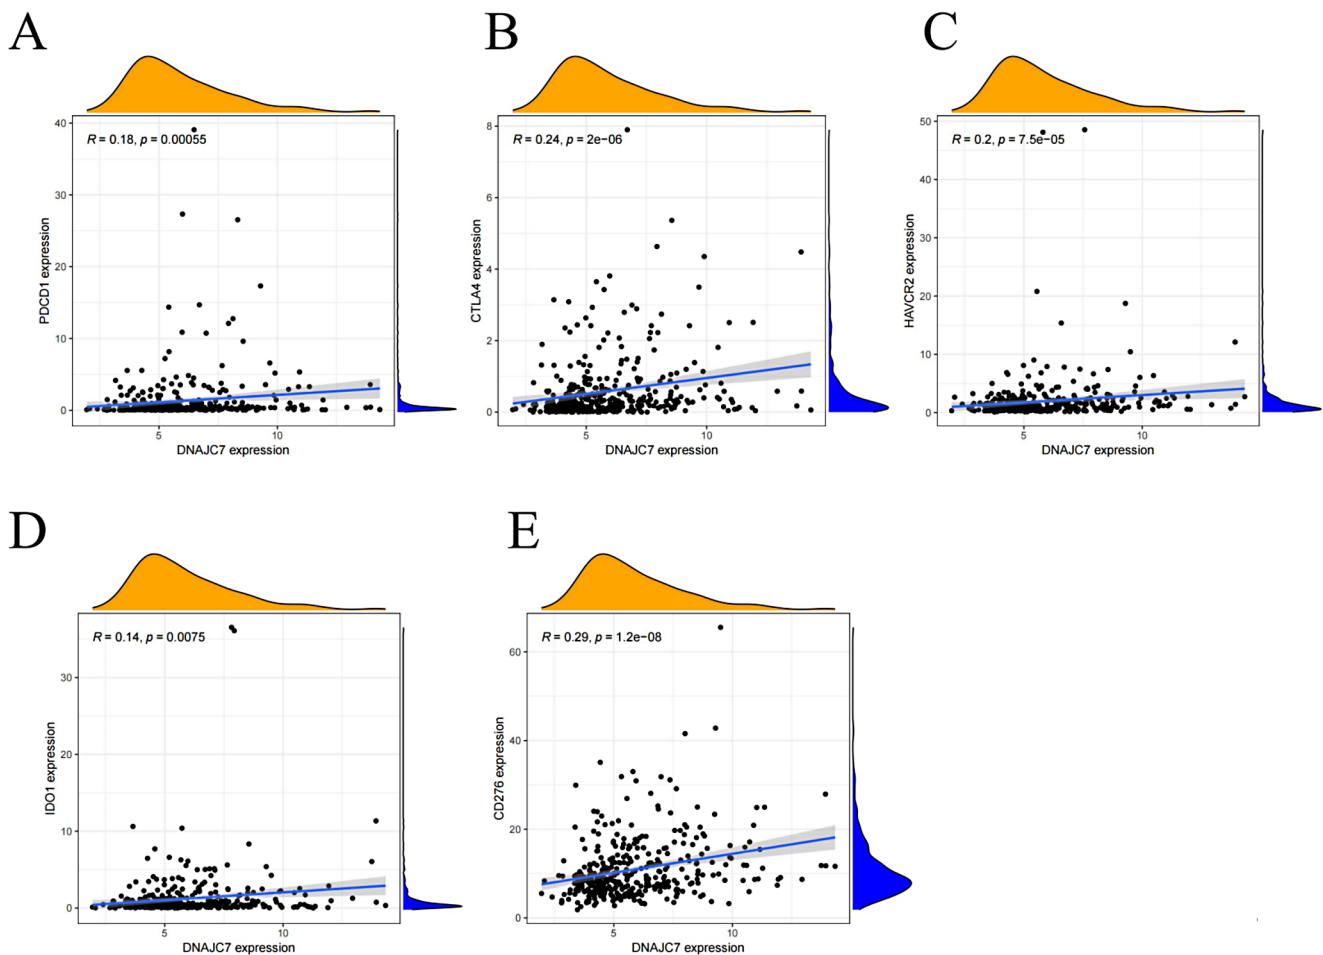 A
R = 0.18, p = 0.00055
40
30
20
10
0
PDCD1 expression
5 10
DNAJC7 expression
B
R = 0.24, p = 2e−06
8
6
4
2
0
CTLA4 expression
5 10
DNAJC7 expression
C
R = 0.2, p = 7.5e−05
50
40
30
20
10
0
HAVCR2 expression
5 10
DNAJC7 expression
D
R = 0.14, p = 0.0075
30
20
10
0
IDO1 expression
5 10
DNAJC7 expression
E
R = 0.29, p = 1.2e−08
60
40
20
0
CD276 expression
5 10
DNAJC7 expression